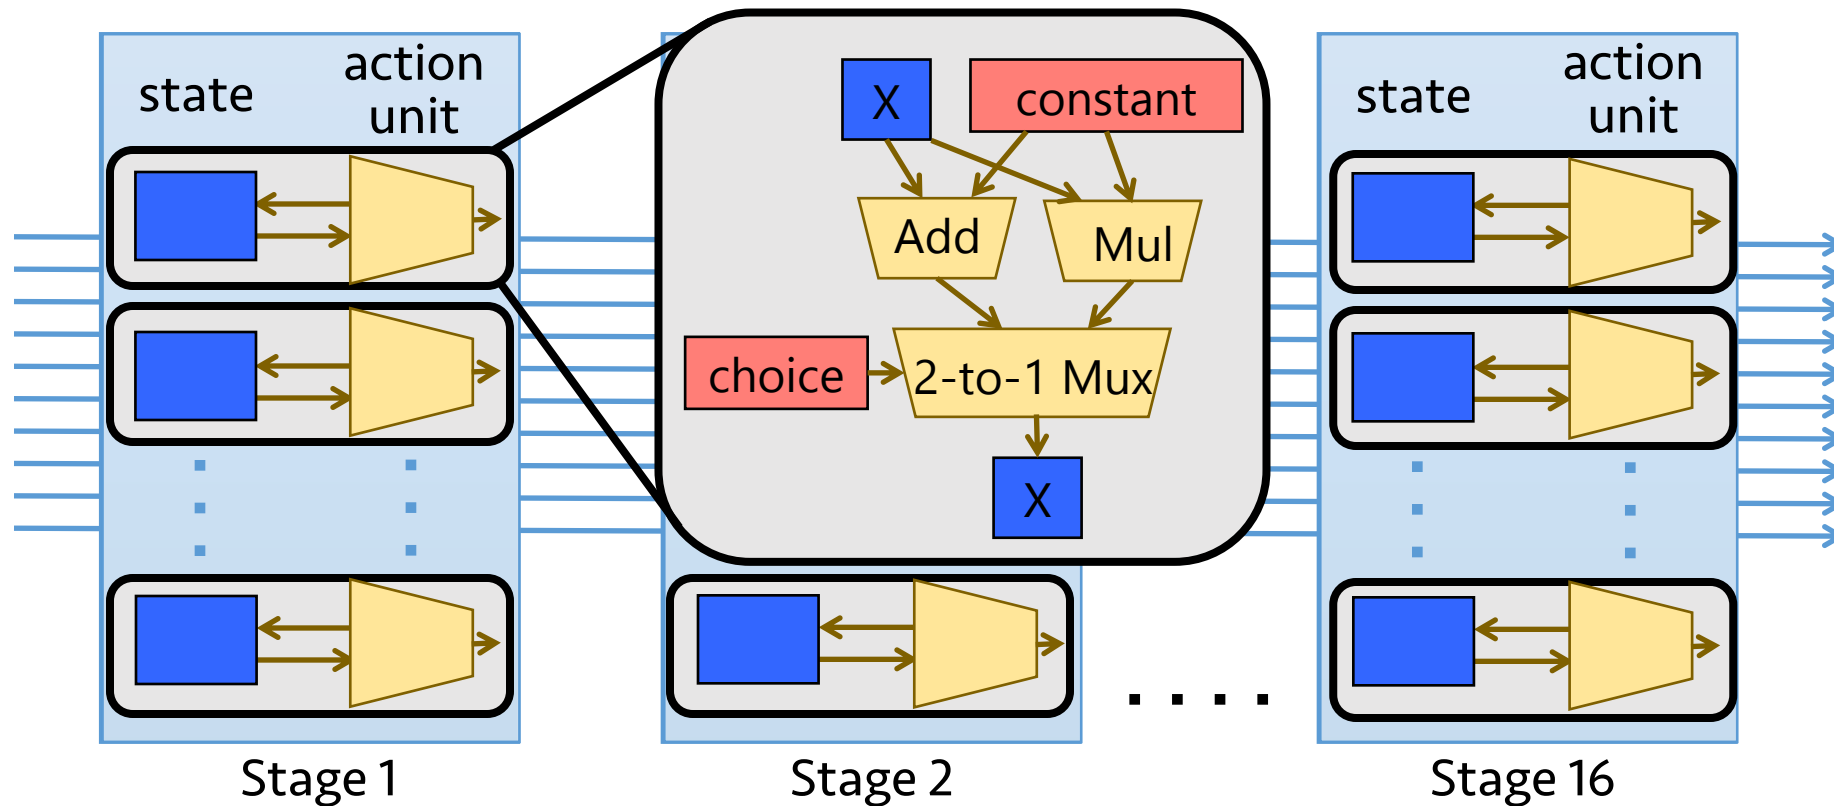 state
action
unit
X
constant
Add
Mul
choice
2-to-1 Mux
X
state
action
unit
Stage 1
Stage 2
Stage 16